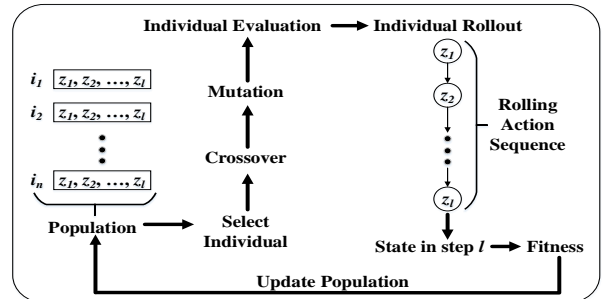 Individual Evaluation
Individual Rollout
i1 z1, z2, ..., zl
i2 z1, z2, ..., zl
in z1, z2, ..., zl
Population
Select
Individual
Crossover
Mutation
z1
z2
zl
Rolling
Action
Sequence
State in step l
Fitness
Update Population